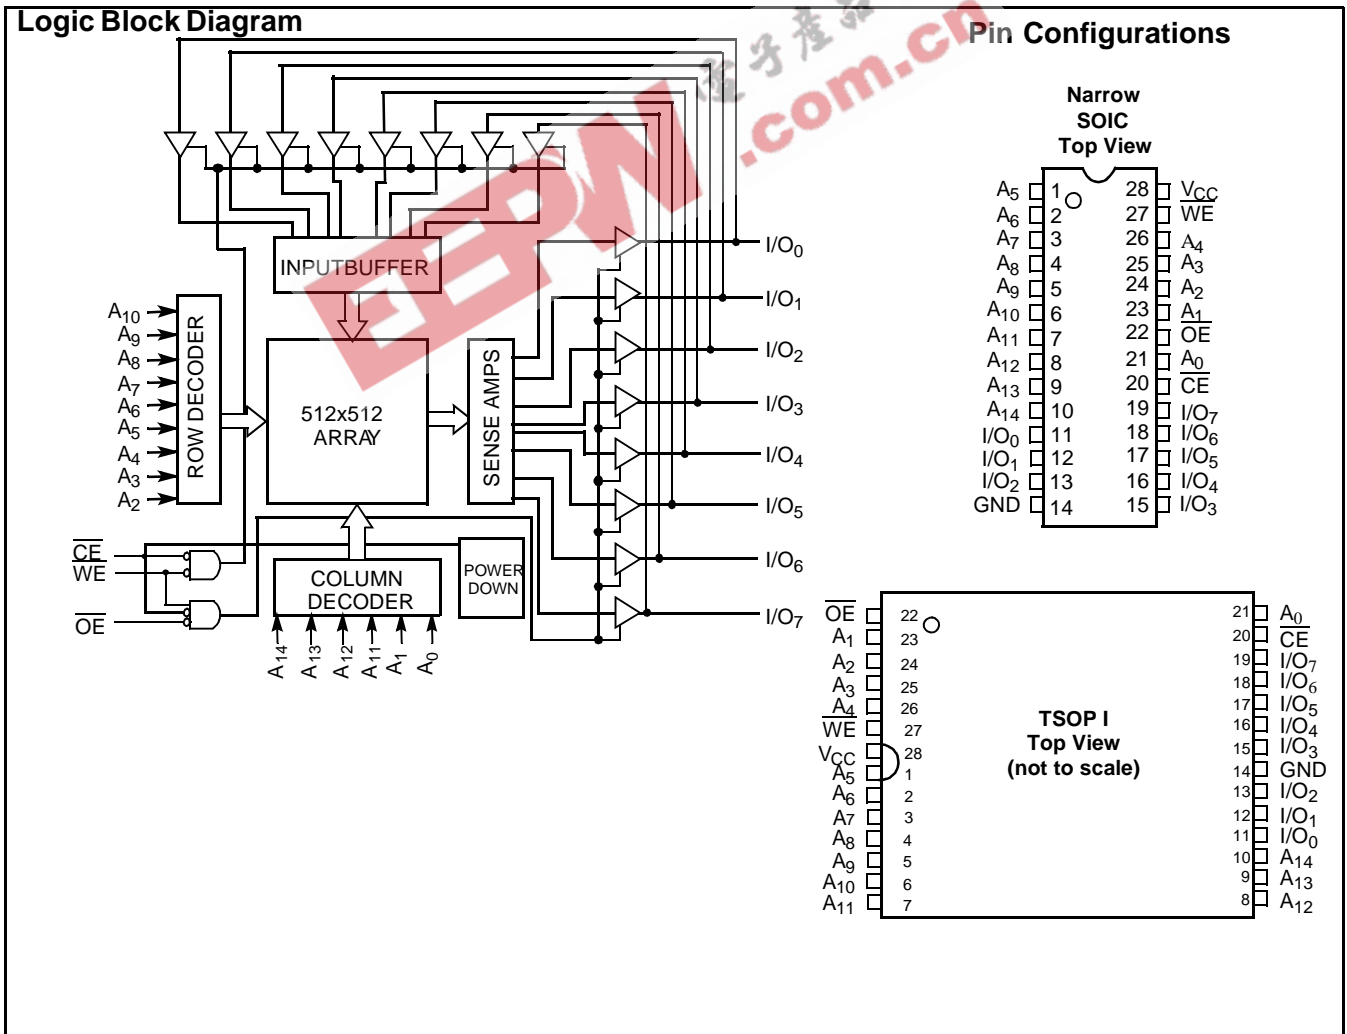 Logic Block Diagram
Pin Configurations
電子產品
.com.cn
EEPW
INPUTBUFFER
A10
A9
A8
A7
A6
A5
A4
A3
A2
ROW DECODER
512x512
ARRAY
SENSE AMPS
I/O0
I/O1
I/O2
I/O3
I/O4
I/O5
I/O6
I/O7
CE
WE
OE
COLUMN
DECODER
POWER
DOWN
A14
A13
A12
A11
A1
A0
Narrow
SOIC
Top View
A5 1 28 VCC
A6 2 27 WE
A7 3 26 A4
A8 4 25 A3
A9 5 24 A2
A10 6 23 A1
A11 7 22 OE
A12 8 21 A0
A13 9 20 CE
A14 10 19 I/O7
I/O0 11 18 I/O6
I/O1 12 17 I/O5
I/O2 13 16 I/O4
GND 14 15 I/O3
TSOP I
Top View
(not to scale)
OE 22 21 A0
A1 23 20 CE
A2 24 19 I/O7
A3 25 18 I/O6
A4 26 17 I/O5
WE 27 16 I/O4
VCC 28 15 I/O3
A5 1 14 GND
A6 2 13 I/O2
A7 3 12 I/O1
A8 4 11 I/O0
A9 5 10 A14
A10 6 9 A13
A11 7 8 A12